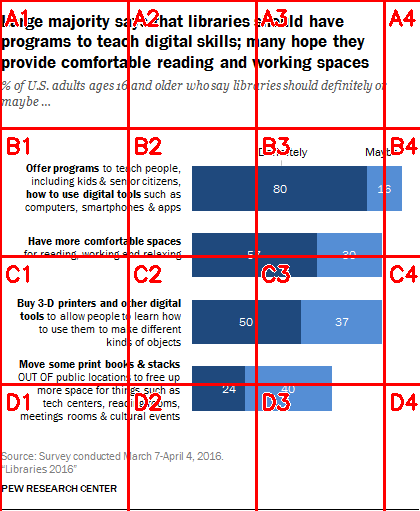 Large majority says that libraries should have
programs to teach digital skills; many hope they
provide comfortable reading and working spaces
% of U.S. adults ages 16 and older who say libraries should definitely or
maybe ...
Definitely Maybe
Offer programs to teach people,
including kids & senior citizens,
how to use digital tools such as
computers, smartphones & apps
80 16
Have more comfortable spaces
for reading, working and relaxing
57 30
Buy 3-D printers and other digital
tools to allow people to learn how
to use them to make different
kinds of objects
50 37
Move some print books & stacks
OUT OF public locations to free up
more space for things such as
tech centers, reading rooms,
meetings rooms & cultural events
24 40
Source: Survey conducted March 7-April 4, 2016.
"Libraries 2016"
PEW RESEARCH CENTER
A1 A2 A3 A4
B1 B2 B3 B4
C1 C2 C3 C4
D1 D2 D3 D4